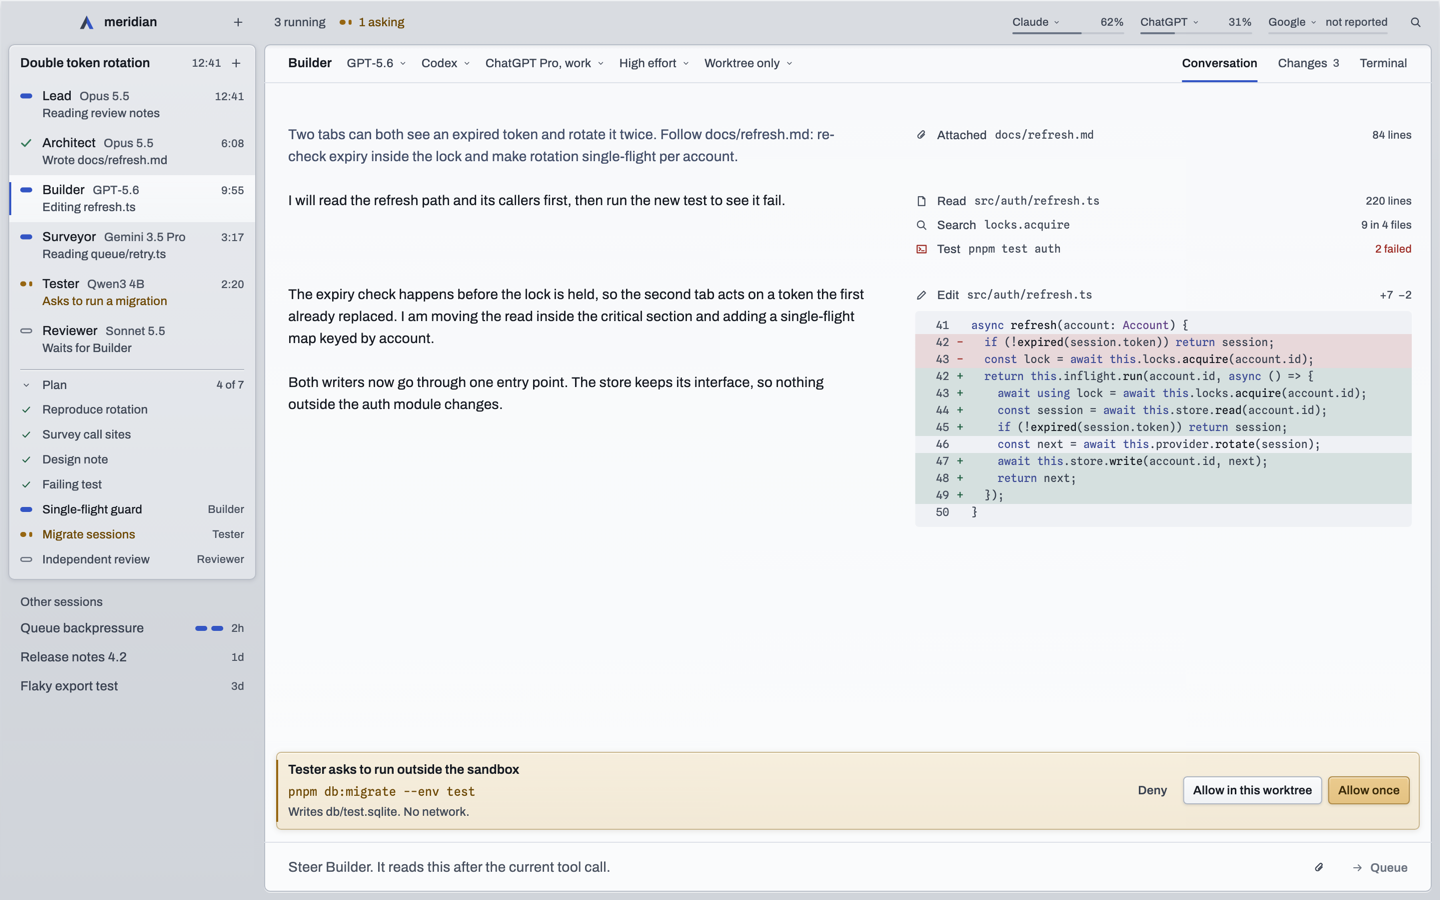 meridian +
3 running 1 asking
Claude 62% ChatGPT 31% Google not reported
Double token rotation 12:41 +
Lead Opus 5.5 12:41
Reading review notes
Architect Opus 5.5 6:08
Wrote docs/refresh.md
Builder GPT-5.6 9:55
Editing refresh.ts
Surveyor Gemini 3.5 Pro 3:17
Reading queue/retry.ts
Tester Qwen3 4B 2:20
Asks to run a migration
Reviewer Sonnet 5.5
Waits for Builder
Plan 4 of 7
Reproduce rotation
Survey call sites
Design note
Failing test
Single-flight guard Builder
Migrate sessions Tester
Independent review Reviewer
Other sessions
Queue backpressure 2h
Release notes 4.2 1d
Flaky export test 3d
Builder GPT-5.6 Codex ChatGPT Pro, work High effort Worktree only
Conversation Changes 3 Terminal
Two tabs can both see an expired token and rotate it twice. Follow docs/refresh.md: re-
check expiry inside the lock and make rotation single-flight per account.
Attached docs/refresh.md 84 lines
I will read the refresh path and its callers first, then run the new test to see it fail.
Read src/auth/refresh.ts 220 lines
Search locks.acquire 9 in 4 files
Test pnpm test auth 2 failed
The expiry check happens before the lock is held, so the second tab acts on a token the first
already replaced. I am moving the read inside the critical section and adding a single-flight
map keyed by account.
Both writers now go through one entry point. The store keeps its interface, so nothing
outside the auth module changes.
Edit src/auth/refresh.ts +7 −2
41 async refresh(account: Account) {
42 − if (!expired(session.token)) return session;
43 − const lock = await this.locks.acquire(account.id);
42 + return this.inflight.run(account.id, async () => {
43 + await using lock = await this.locks.acquire(account.id);
44 + const session = await this.store.read(account.id);
45 + if (!expired(session.token)) return session;
46 const next = await this.provider.rotate(session);
47 + await this.store.write(account.id, next);
48 + return next;
49 + });
50 }
Tester asks to run outside the sandbox
pnpm db:migrate --env test
Writes db/test.sqlite. No network.
Deny Allow in this worktree Allow once
Steer Builder. It reads this after the current tool call.
→ Queue